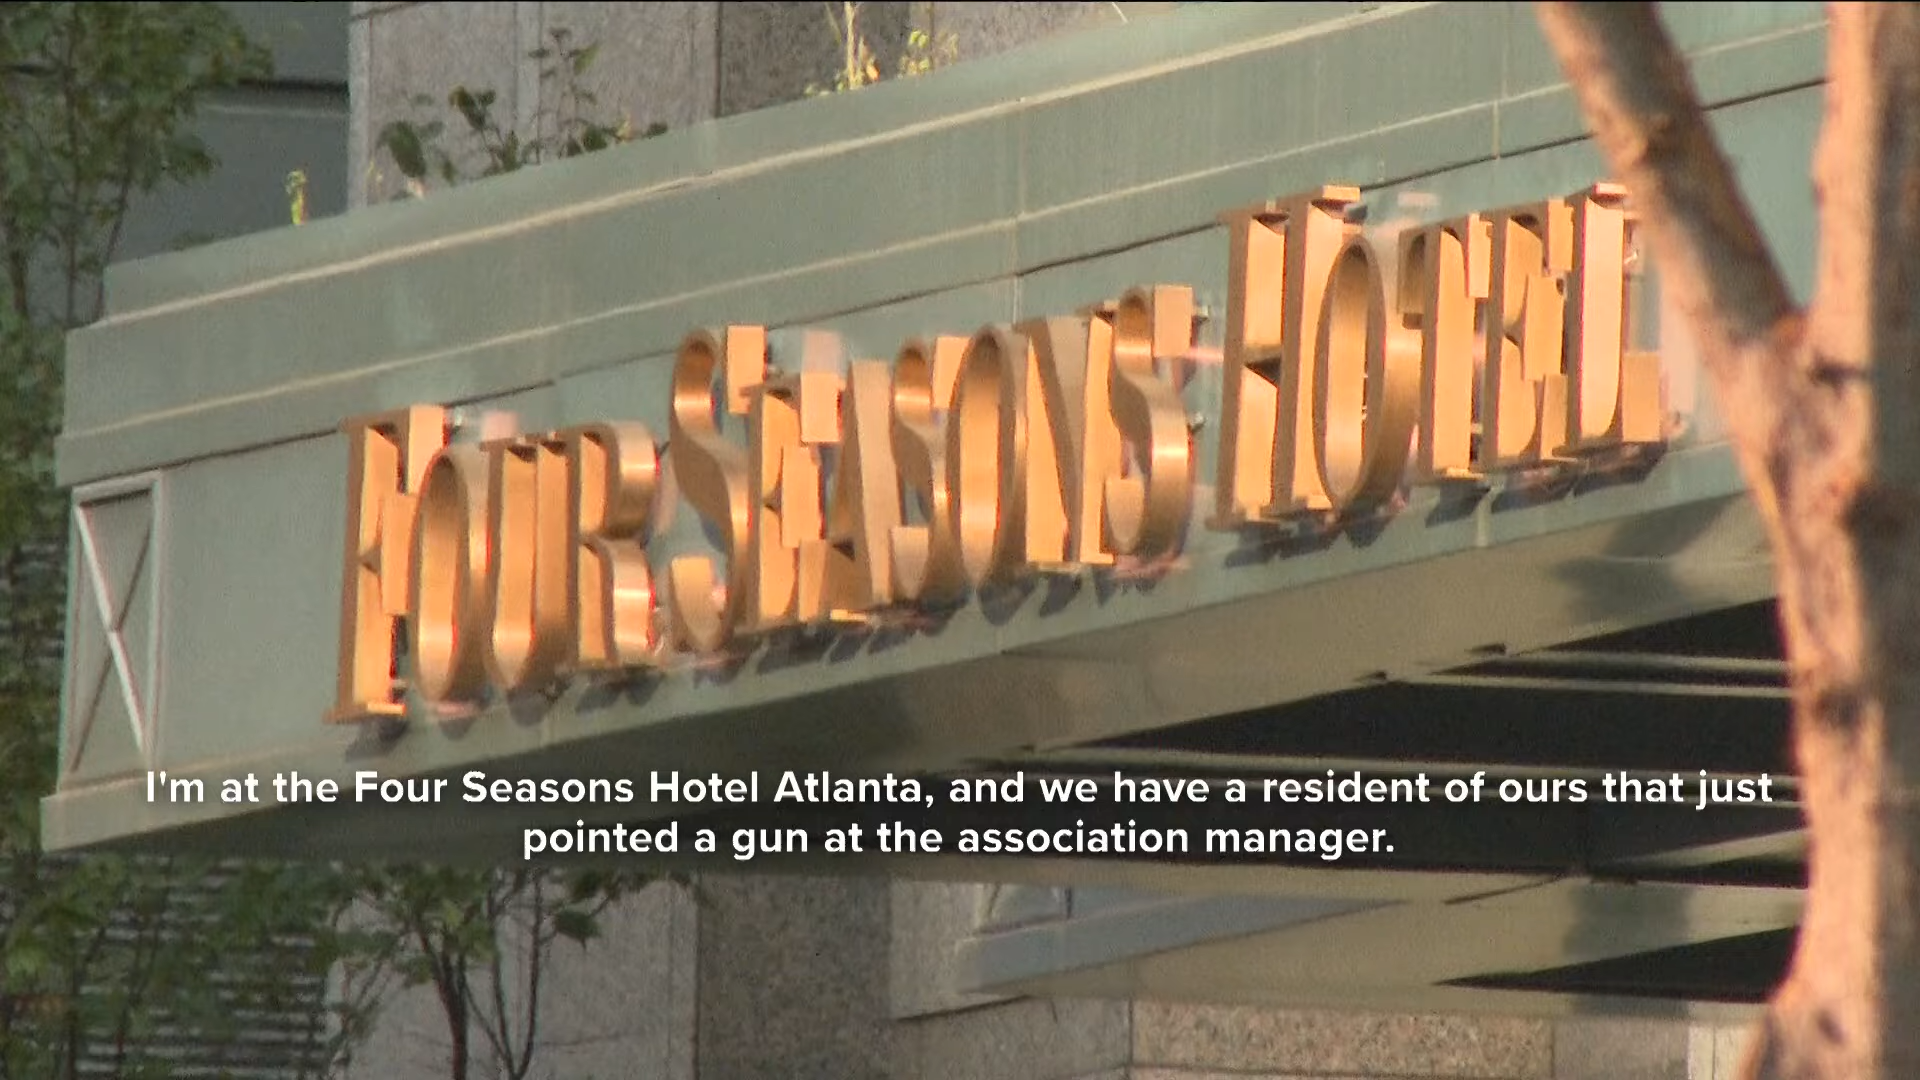 FOUR SEASONS HOTEL
I'm at the Four Seasons Hotel Atlanta, and we have a resident of ours that just
pointed a gun at the association manager.